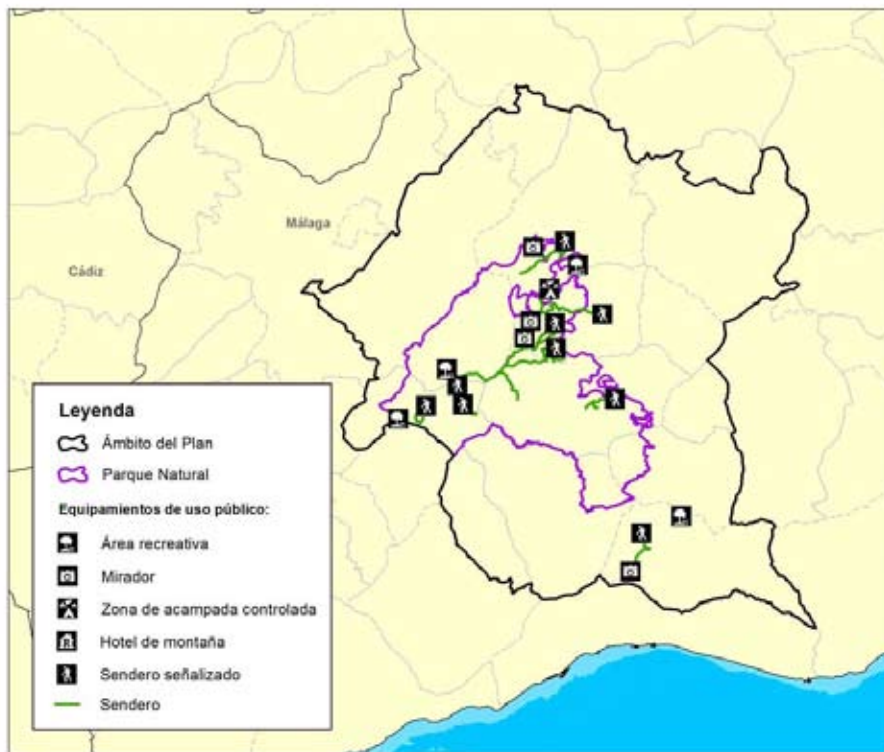 Málaga
Cádiz
Leyenda
Ámbito del Plan
Parque Natural
Equipamientos de uso público:
Área recreativa
Mirador
Zona de acampada controlada
Hotel de montaña
Sendero señalizado
Sendero